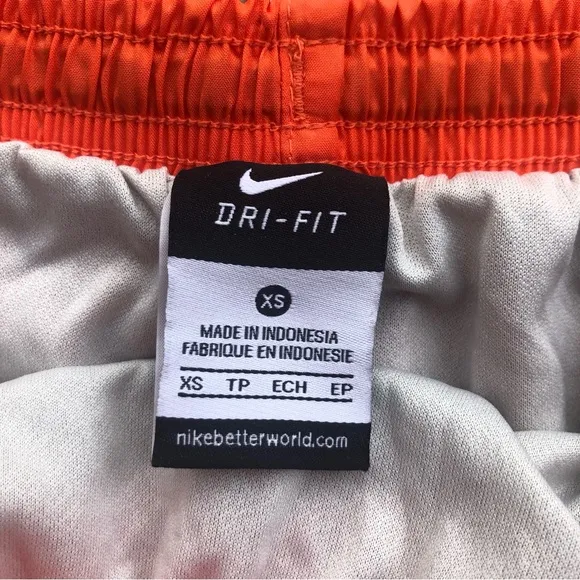 DRI-FIT
XS
MADE IN INDONESIA
FABRIQUE EN INDONESIE
XS TP ECH EP
nikebetterworld.com